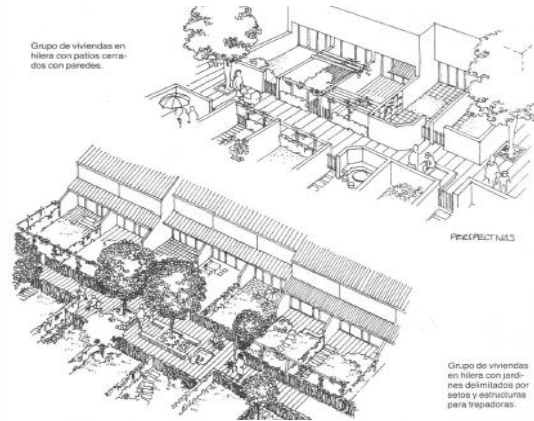 Grupo de viviendas en
hilera con patios cerra-
dos con paredes.
PERSPECTIVAS
Grupo de viviendas
en hilera con jardi-
nes delimitados por
setos y estructuras
para trepadoras.